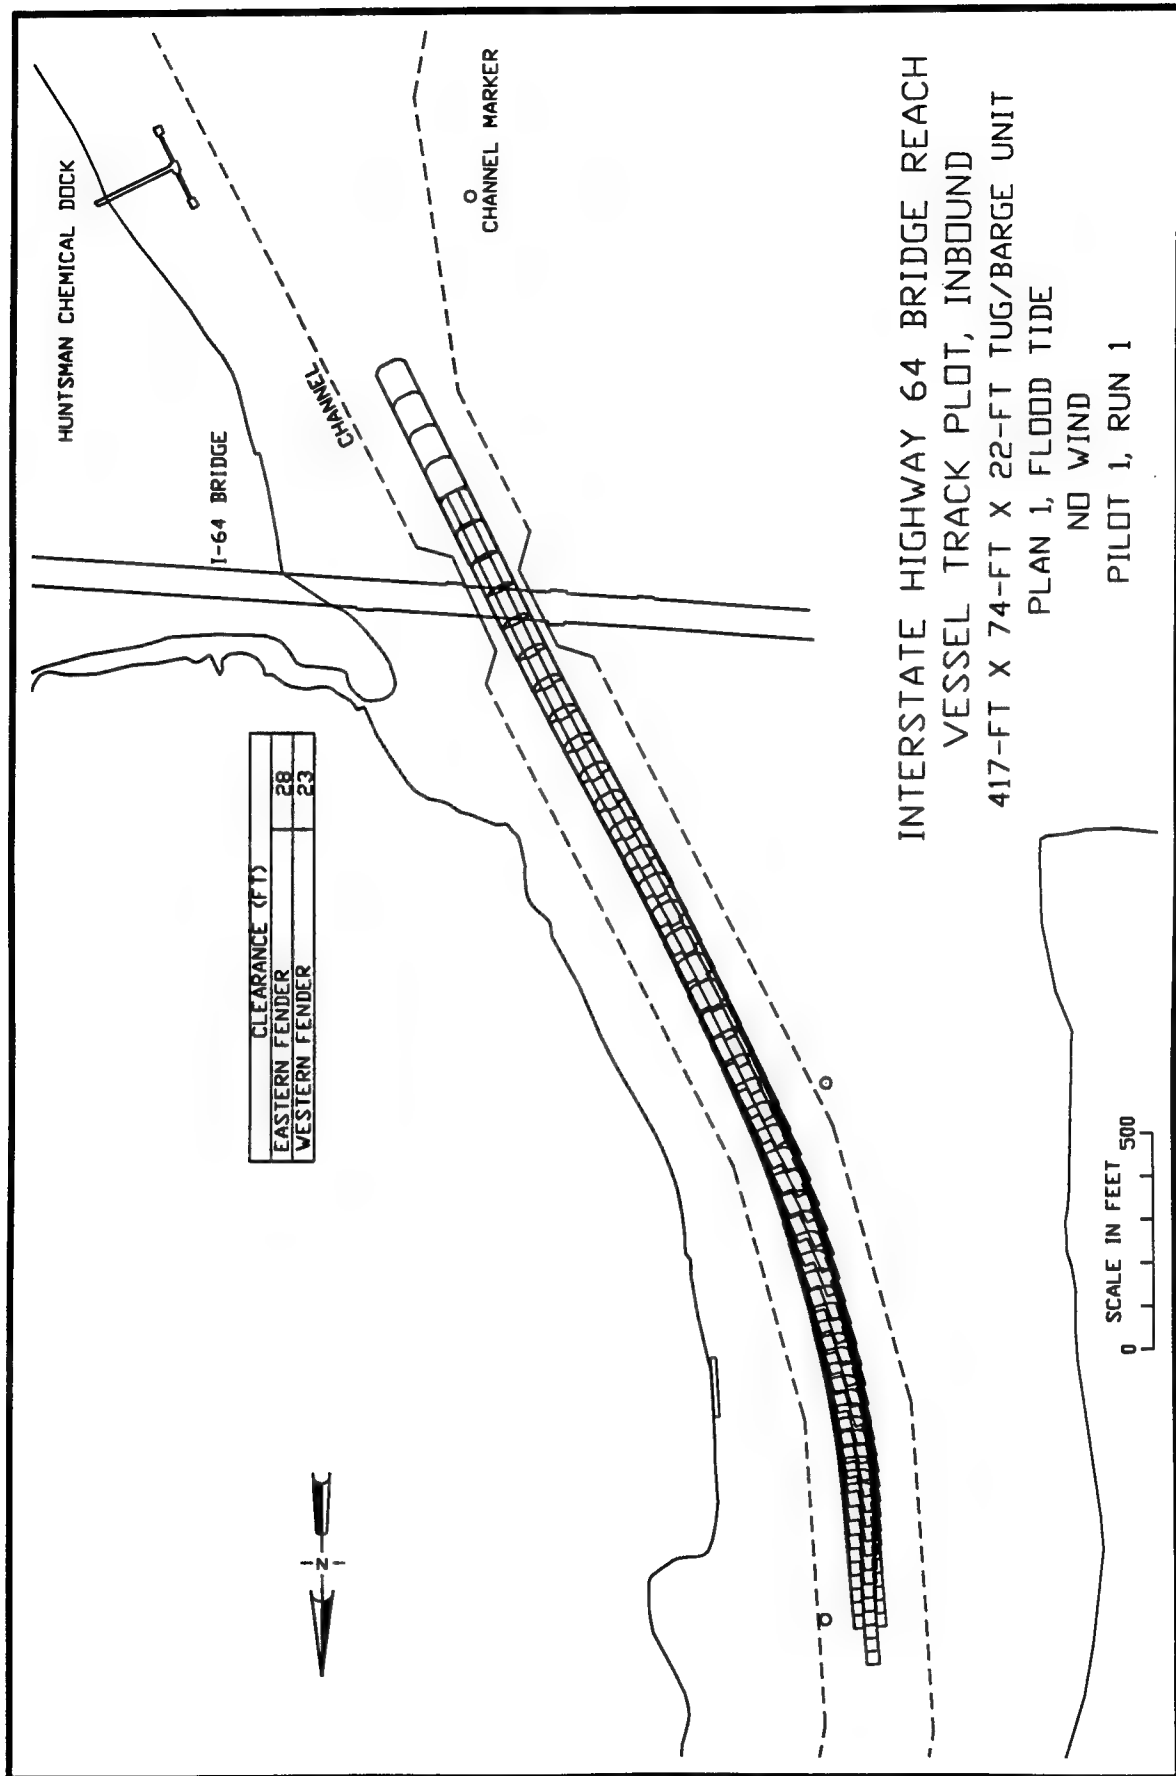 HUNTSMAN CHEMICAL DOCK
CHANNEL MARKER
CHANNEL
I-64 BRIDGE
CLEARANCE (FT)
EASTERN FENDER 28
WESTERN FENDER 23
N
SCALE IN FEET
0 500
INTERSTATE HIGHWAY 64 BRIDGE REACH
VESSEL TRACK PLOT, INBOUND
417-FT X 74-FT X 22-FT TUG/BARGE UNIT
PLAN 1, FLOOD TIDE
NO WIND
PILOT 1, RUN 1